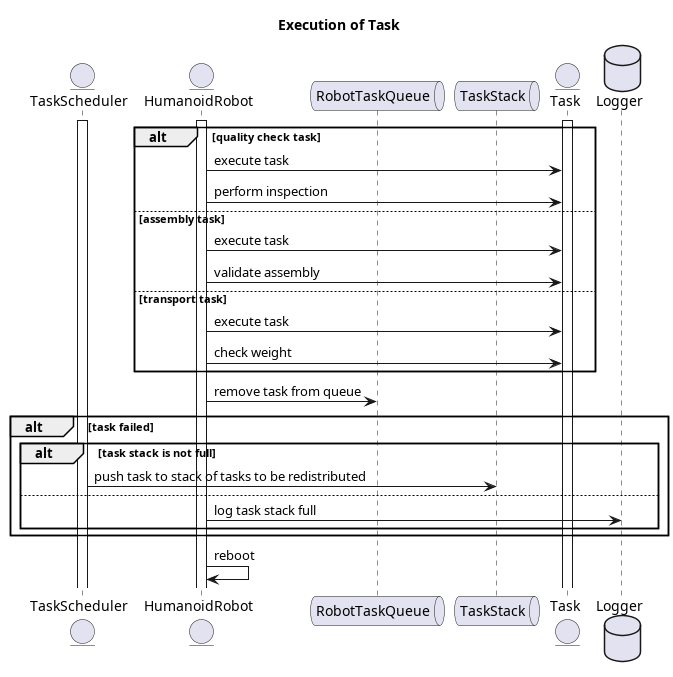 Execution of Task
TaskScheduler HumanoidRobot RobotTaskQueue TaskStack Task Logger
alt [quality check task]
execute task
perform inspection
[assembly task]
execute task
validate assembly
[transport task]
execute task
check weight
remove task from queue
alt [task failed]
alt [task stack is not full]
push task to stack of tasks to be redistributed
log task stack full
reboot
TaskScheduler HumanoidRobot RobotTaskQueue TaskStack Task Logger